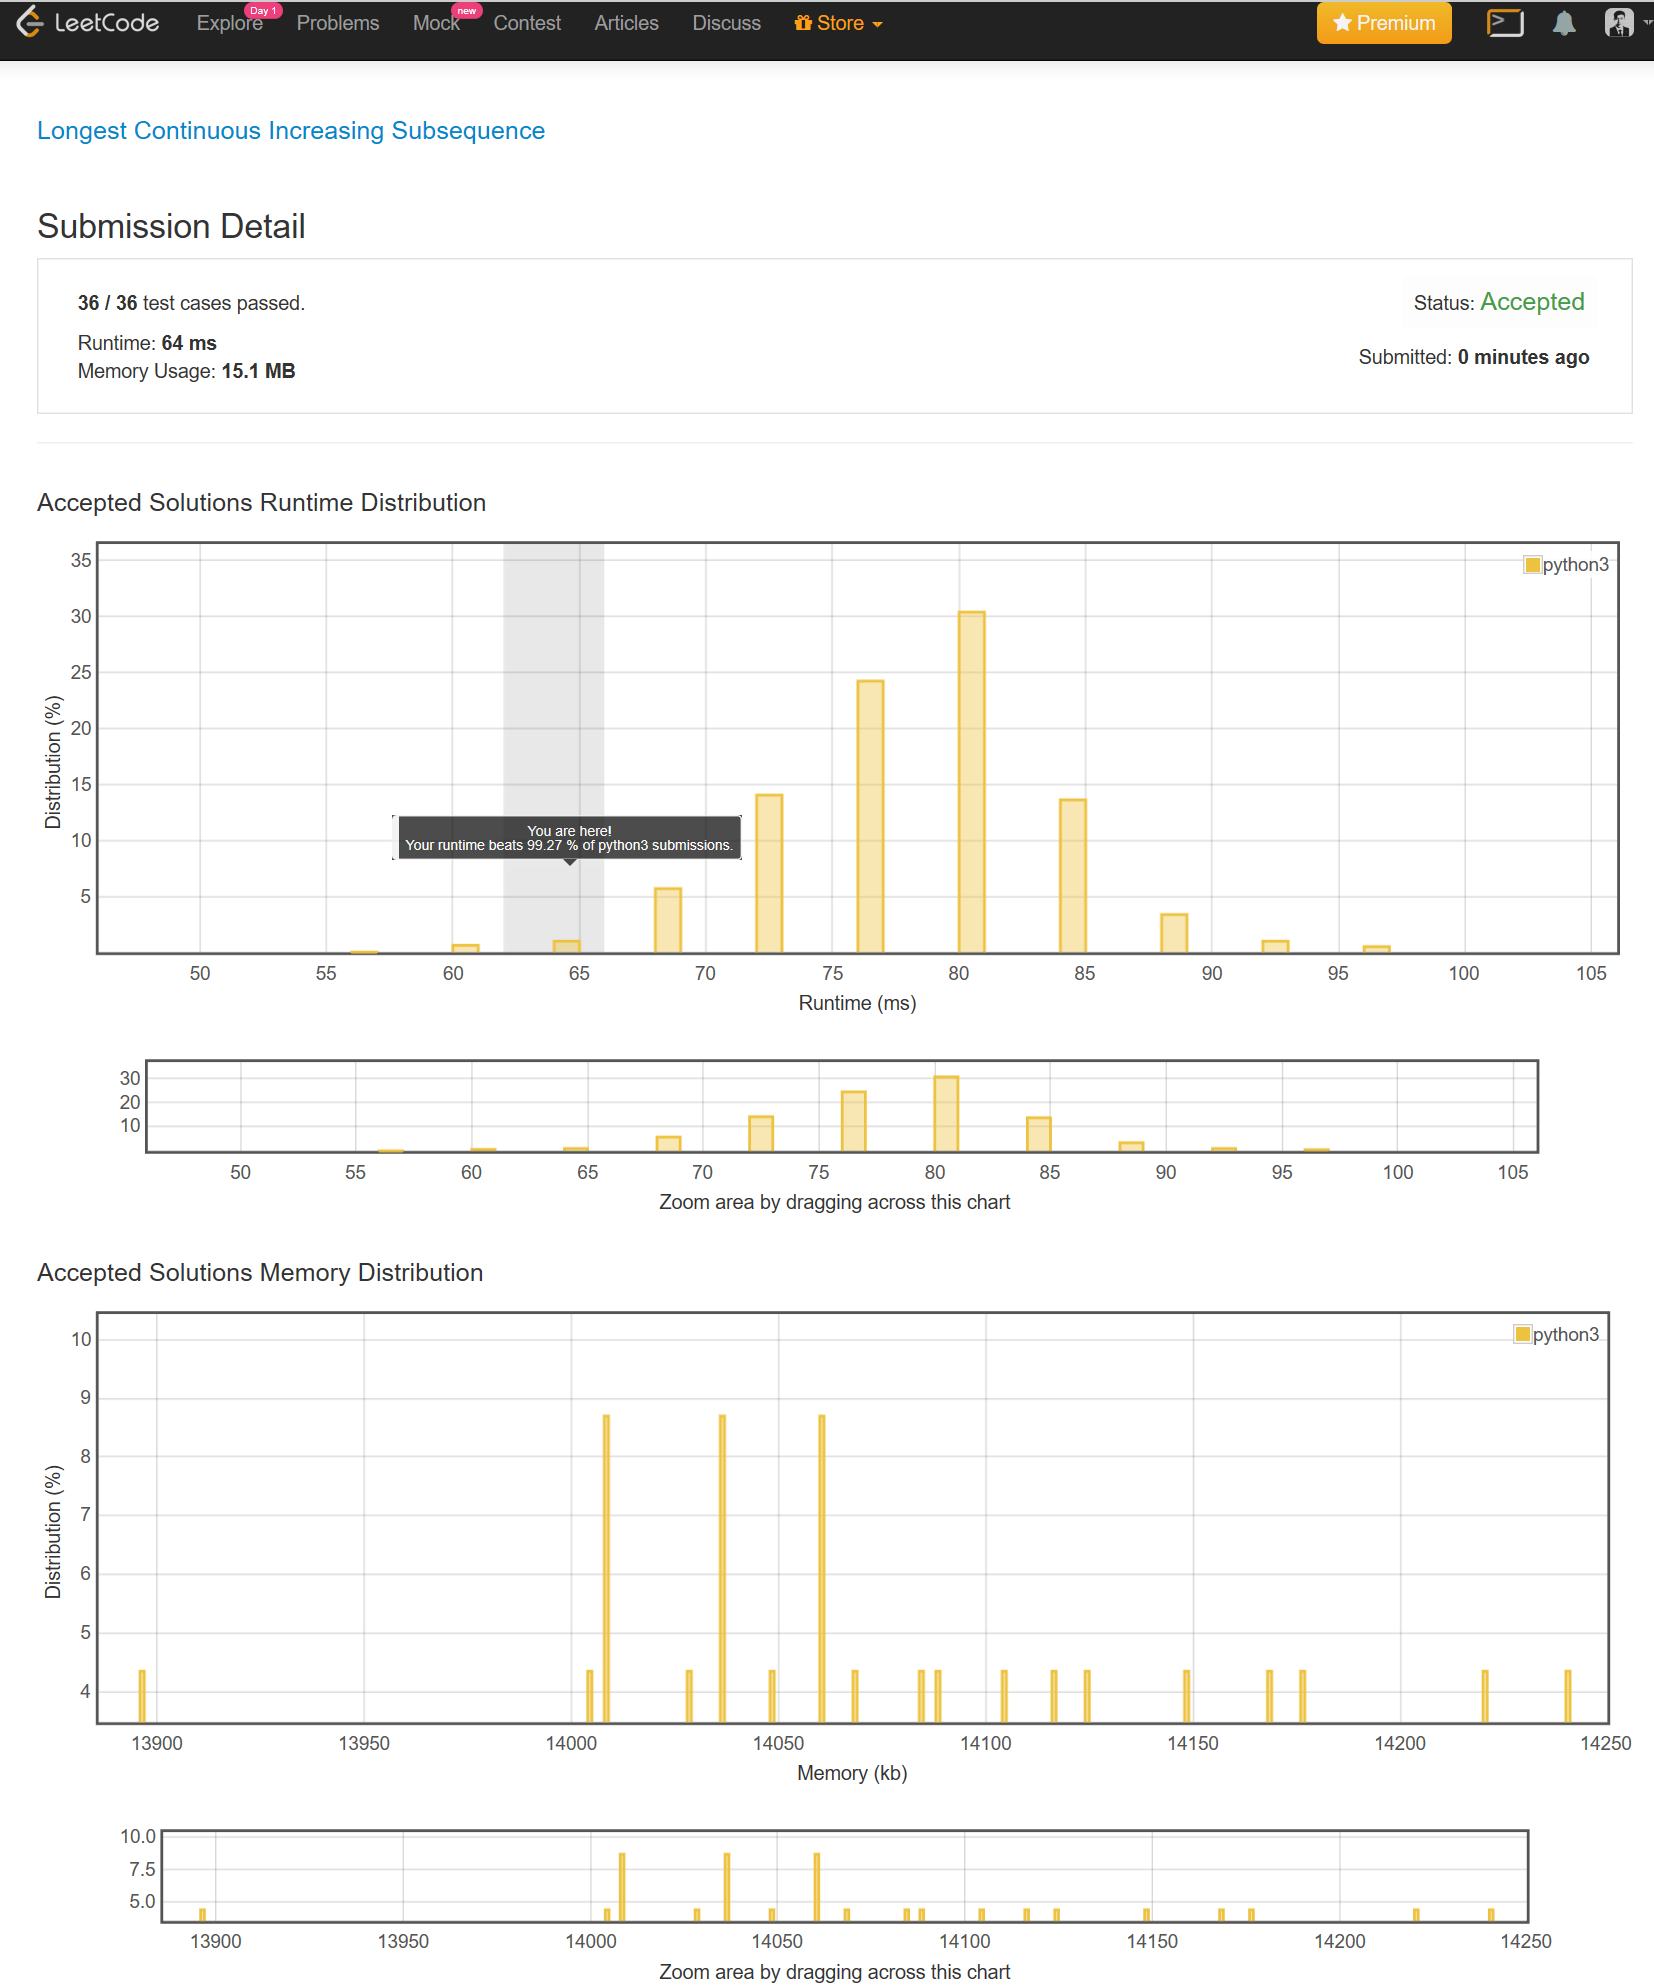 LeetCode Explore Day 1 Problems Mock new Contest Articles Discuss Store Premium
Longest Continuous Increasing Subsequence
Submission Detail
36 / 36 test cases passed.
Status: Accepted
Runtime: 64 ms
Submitted: 0 minutes ago
Memory Usage: 15.1 MB
Accepted Solutions Runtime Distribution
python3
35
30
25
20
15
10
5
Distribution (%)
You are here!
Your runtime beats 99.27 % of python3 submissions.
50 55 60 65 70 75 80 85 90 95 100 105
Runtime (ms)
30
20
10
50 55 60 65 70 75 80 85 90 95 100 105
Zoom area by dragging across this chart
Accepted Solutions Memory Distribution
python3
10
9
8
7
6
5
4
Distribution (%)
13900 13950 14000 14050 14100 14150 14200 14250
Memory (kb)
10.0
7.5
5.0
13900 13950 14000 14050 14100 14150 14200 14250
Zoom area by dragging across this chart